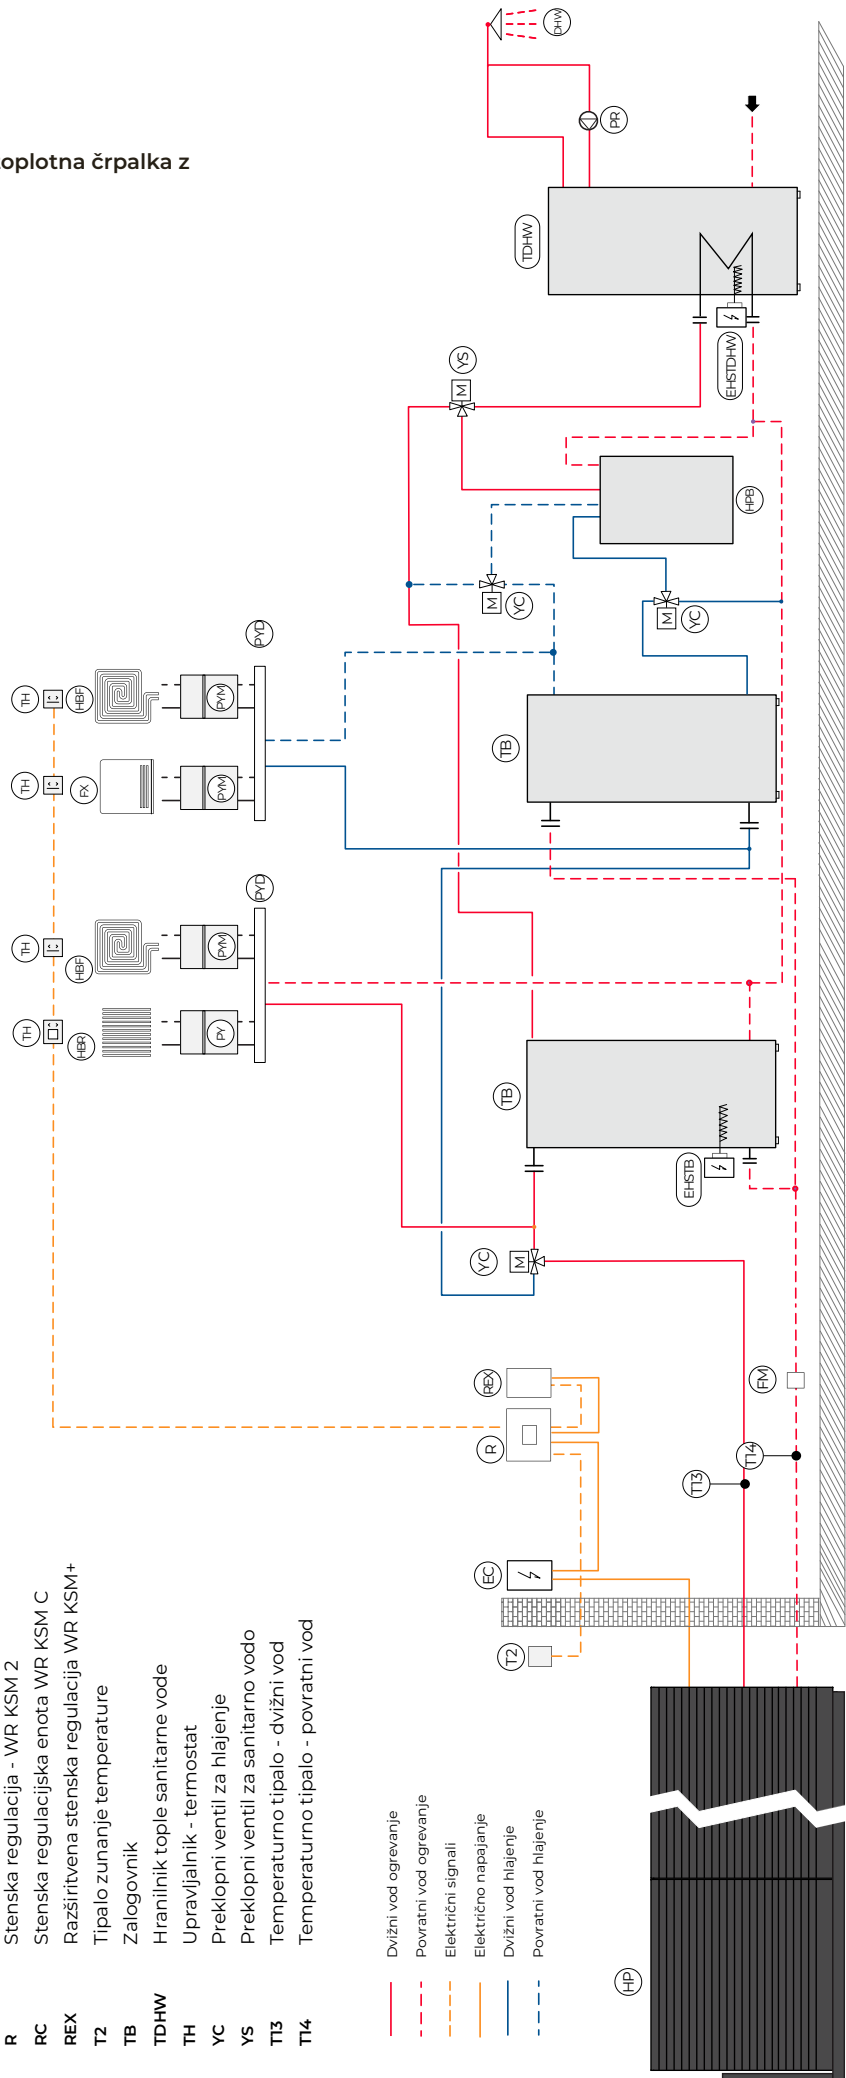 toplotna črpalka z
R Stenska regulacija - WR KSM 2
RC Stenska regulacijska enota WR KSM C
REX Razširitvena stenska regulacija WR KSM+
T2 Tipalo zunanje temperature
TB Zalogovnik
TDHW Hranilnik tople sanitarne vode
TH Upravljalnik - termostat
YC Preklopni ventil za hlajenje
YS Preklopni ventil za sanitarno vodo
T13 Temperaturno tipalo - dvižni vod
T14 Temperaturno tipalo - povratni vod
Dvižni vod ogrevanje
Povratni vod ogrevanje
Električni signali
Električno napajanje
Dvižni vod hlajenje
Povratni vod hlajenje
HP
T2
EC
R
REX
T13
T14
FM
YC
M
EHSTB
TB
TH
HBR
PY
TH
HBF
PYM
PYD
TH
FX
PYM
TH
HBF
PYM
PYD
TB
YC
M
YC
M
HPB
YS
M
EHSTDHW
TDHW
PR
DHW